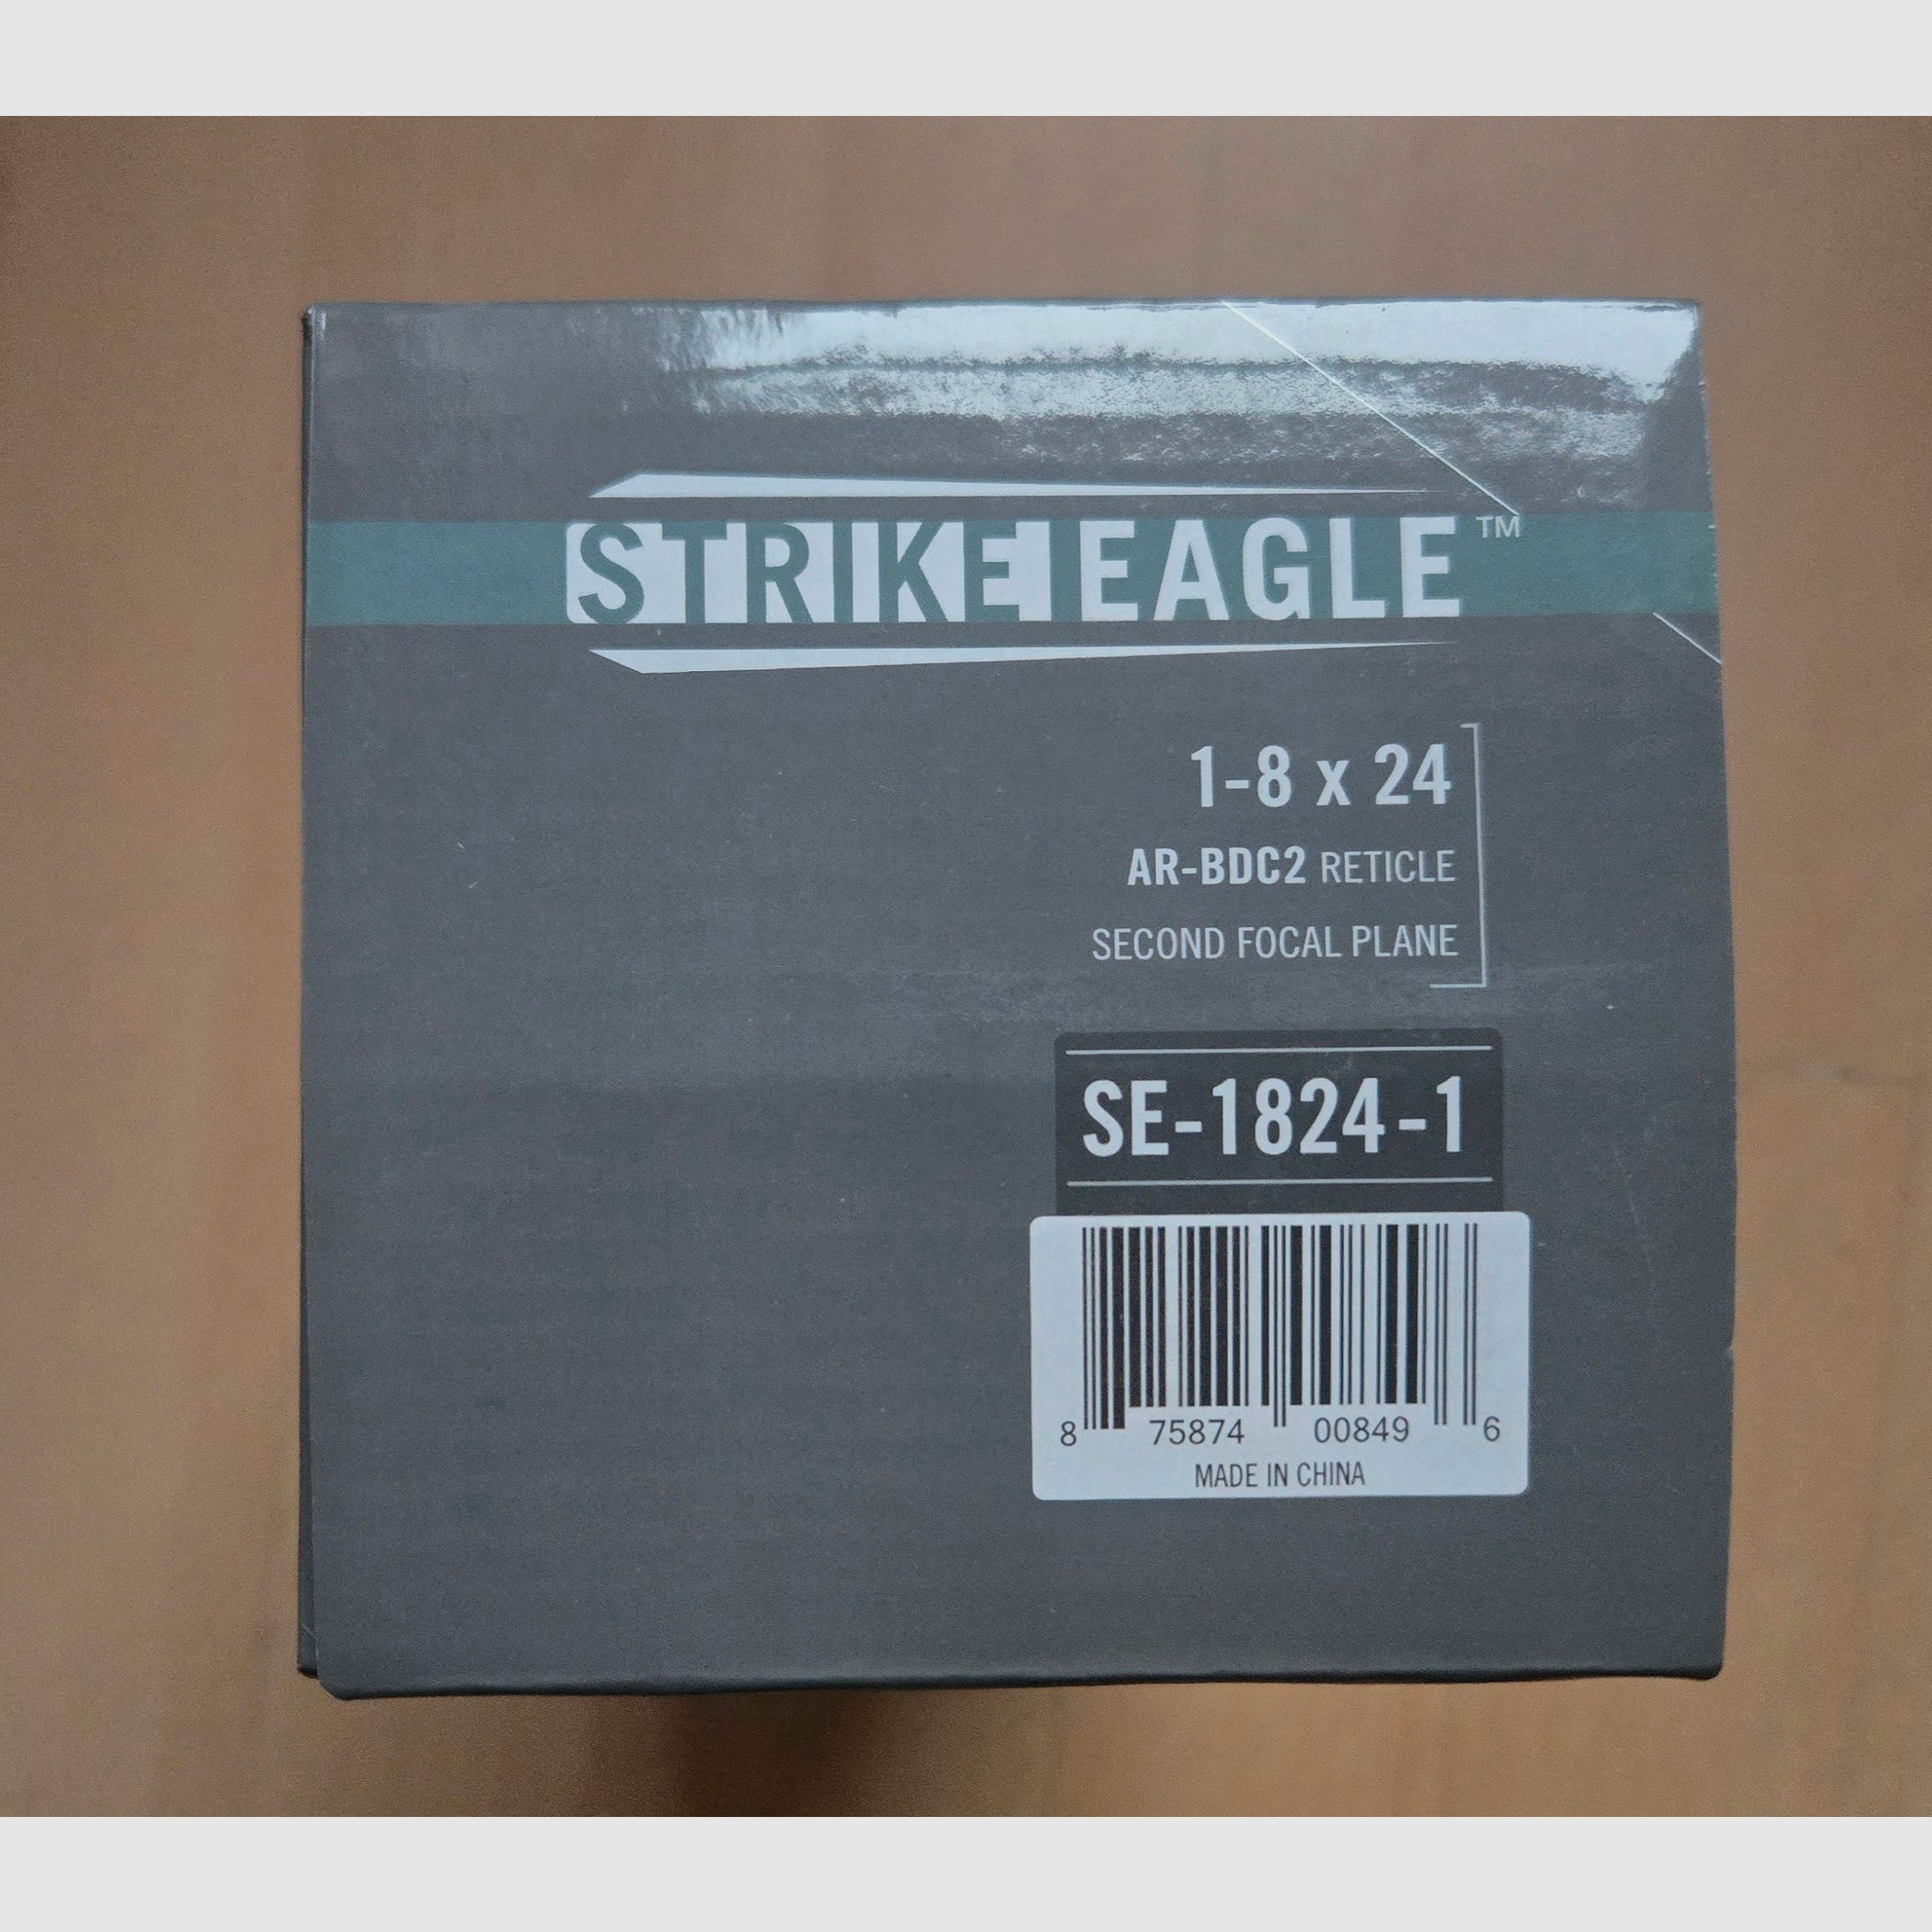 STRIKE EAGLE™
1-8 x 24
AR-BDC2 RETICLE
SECOND FOCAL PLANE
SE-1824-1
8 75874 00849 6
MADE IN CHINA